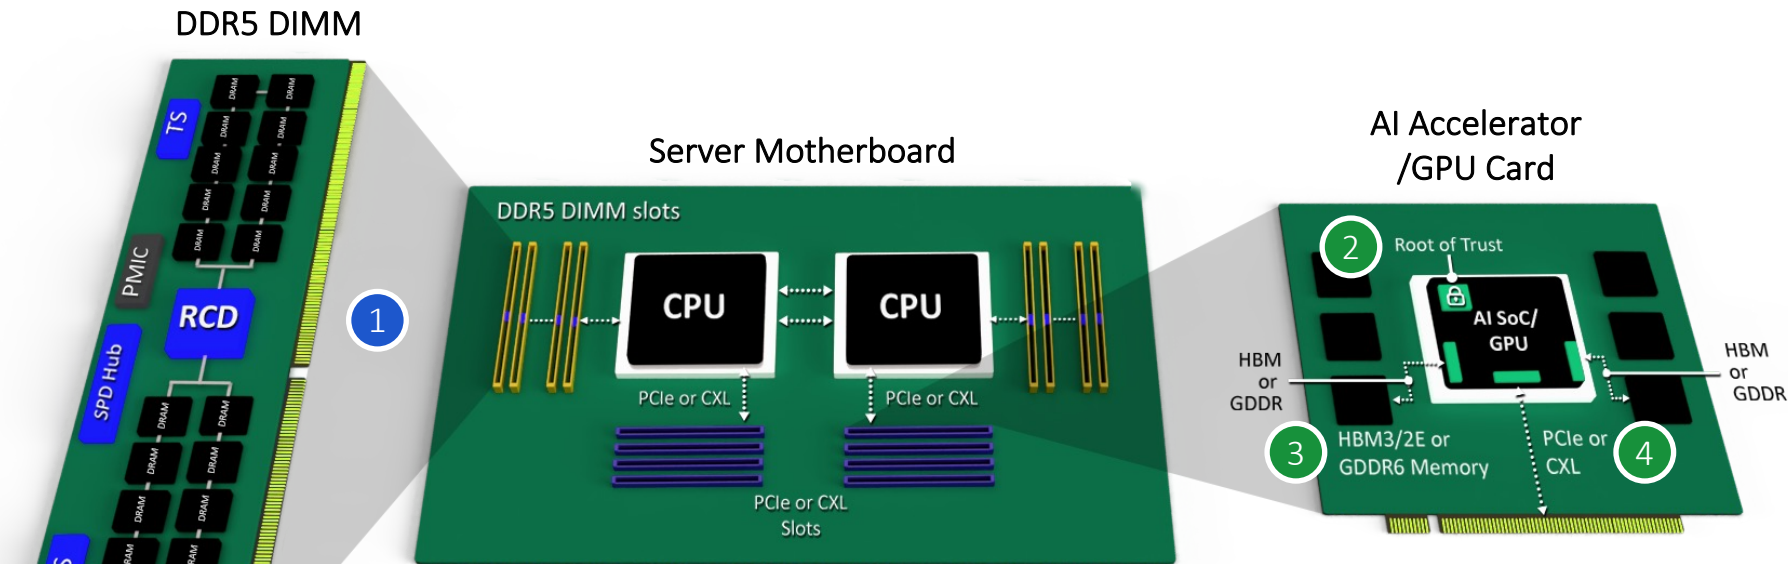 DDR5 DIMM
DRAM
DRAM
TS
DRAM
DRAM
DRAM
DRAM
DRAM
DRAM
DRAM
DRAM
PMIC
RCD
SPD Hub
DRAM
DRAM
DRAM
DRAM
DRAM
DRAM
DRAM
DRAM
S
1
Server Motherboard
DDR5 DIMM slots
CPU
CPU
PCIe or CXL
PCIe or CXL
PCIe or CXL
Slots
AI Accelerator
/GPU Card
2
Root of Trust
AI SoC/
GPU
HBM
or
GDDR
HBM
or
GDDR
3
HBM3/2E or
GDDR6 Memory
PCIe or
CXL
4